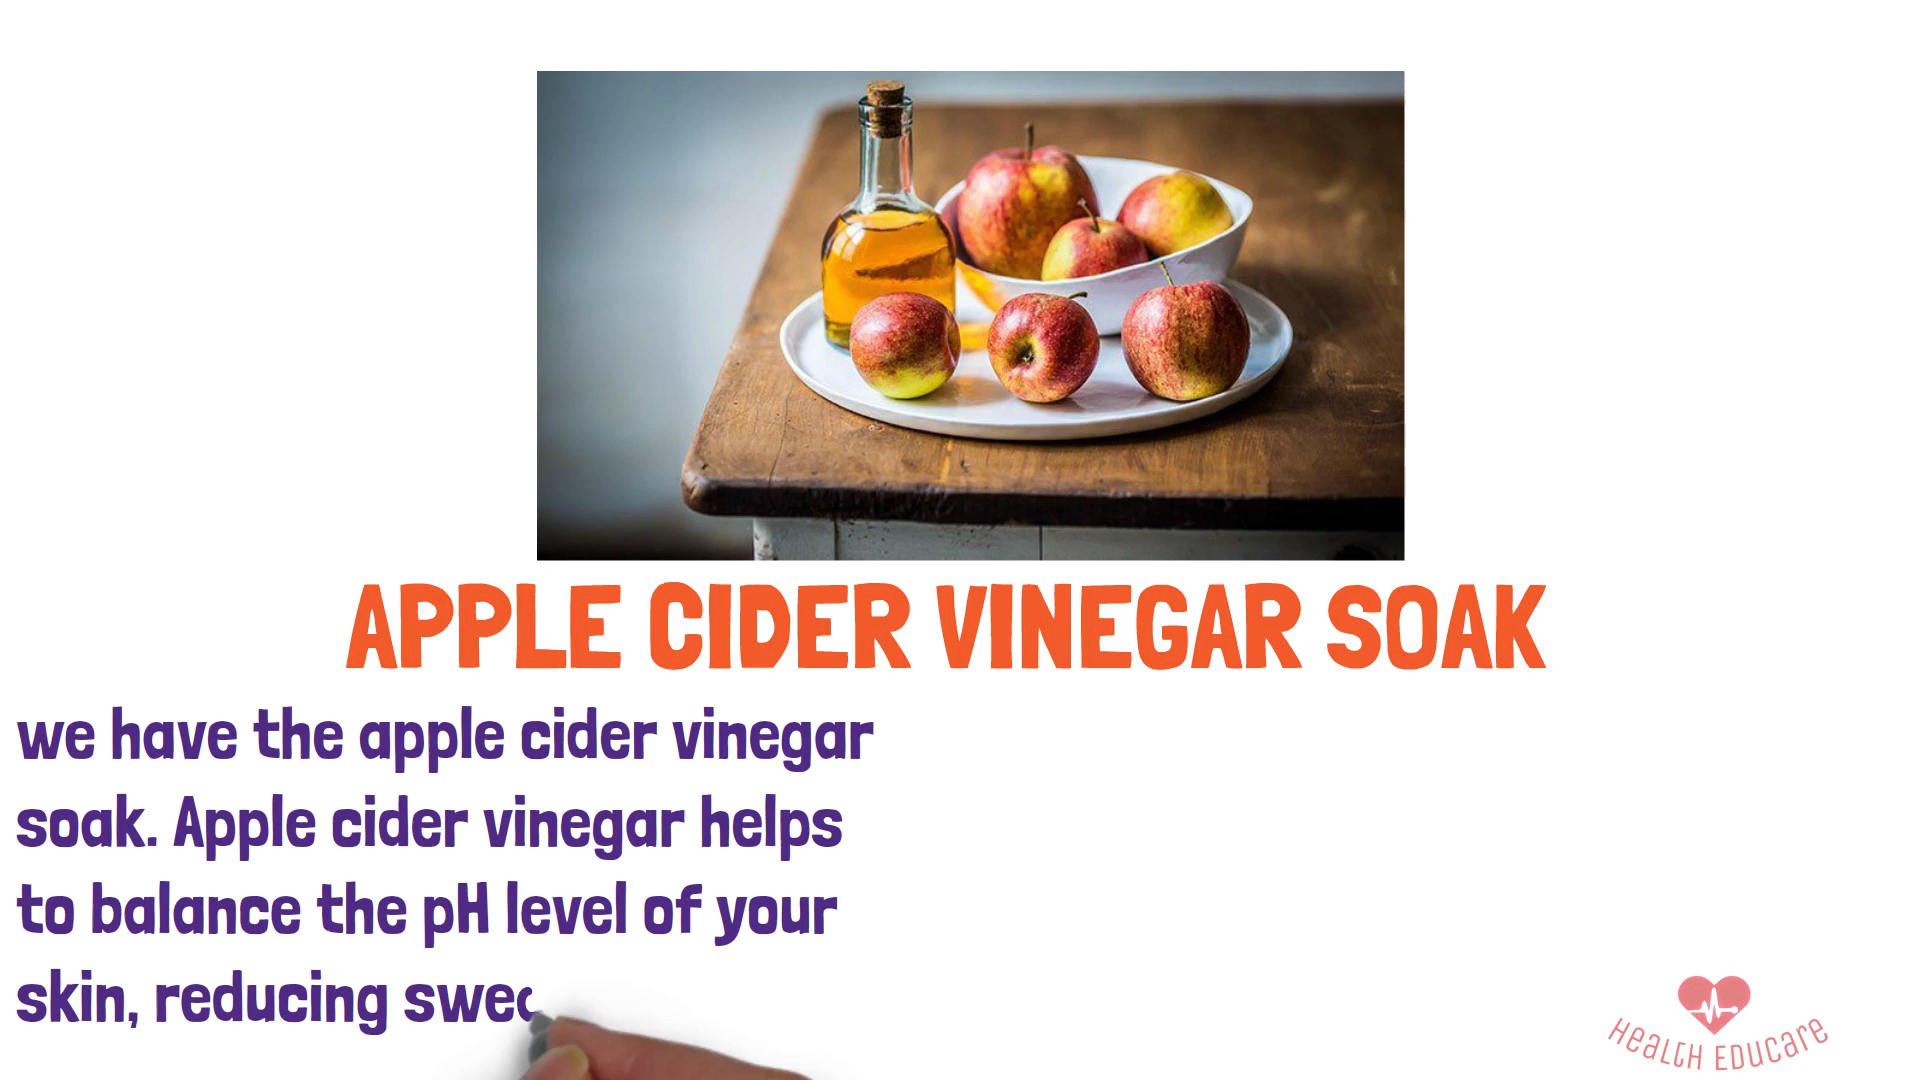 APPLE CIDER VINEGAR SOAK
we have the apple cider vinegar
soak. Apple cider vinegar helps
to balance the pH level of your
skin, reducing
HEALTH EDUCARE